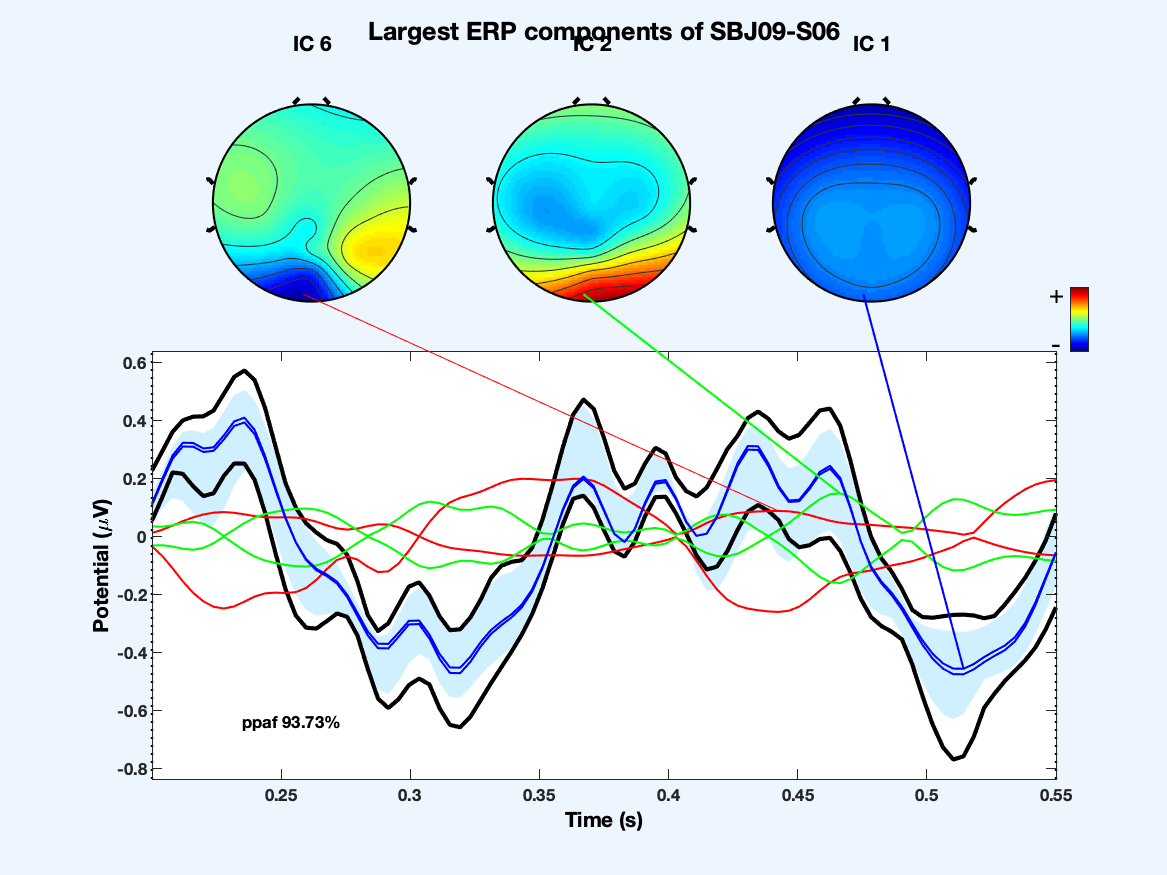 Largest ERP components of SBJ09-S06
IC 6
IC 2
IC 1
+
-
0.6
0.4
0.2
0
-0.2
-0.4
-0.6
-0.8
Potential (μV)
ppaf 93.73%
0.25
0.3
0.35
0.4
0.45
0.5
0.55
Time (s)